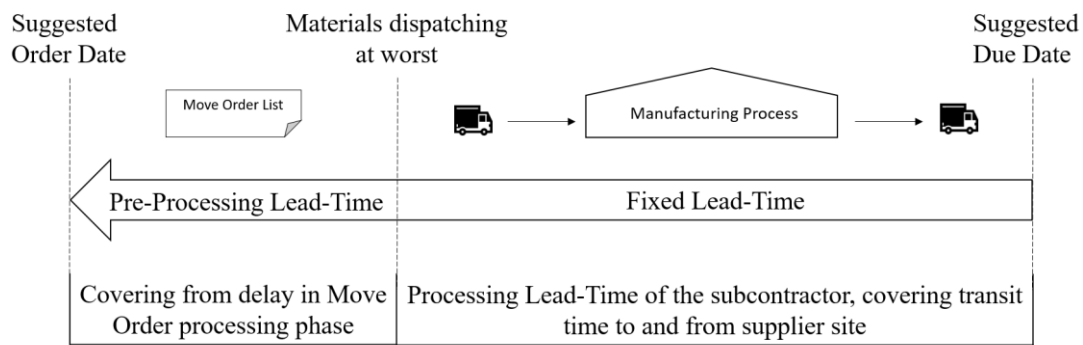 Suggested
Order Date
Materials dispatching
at worst
Suggested
Due Date
Move Order List
Manufacturing Process
Pre-Processing Lead-Time
Fixed Lead-Time
Covering from delay in Move
Order processing phase
Processing Lead-Time of the subcontractor, covering transit
time to and from supplier site